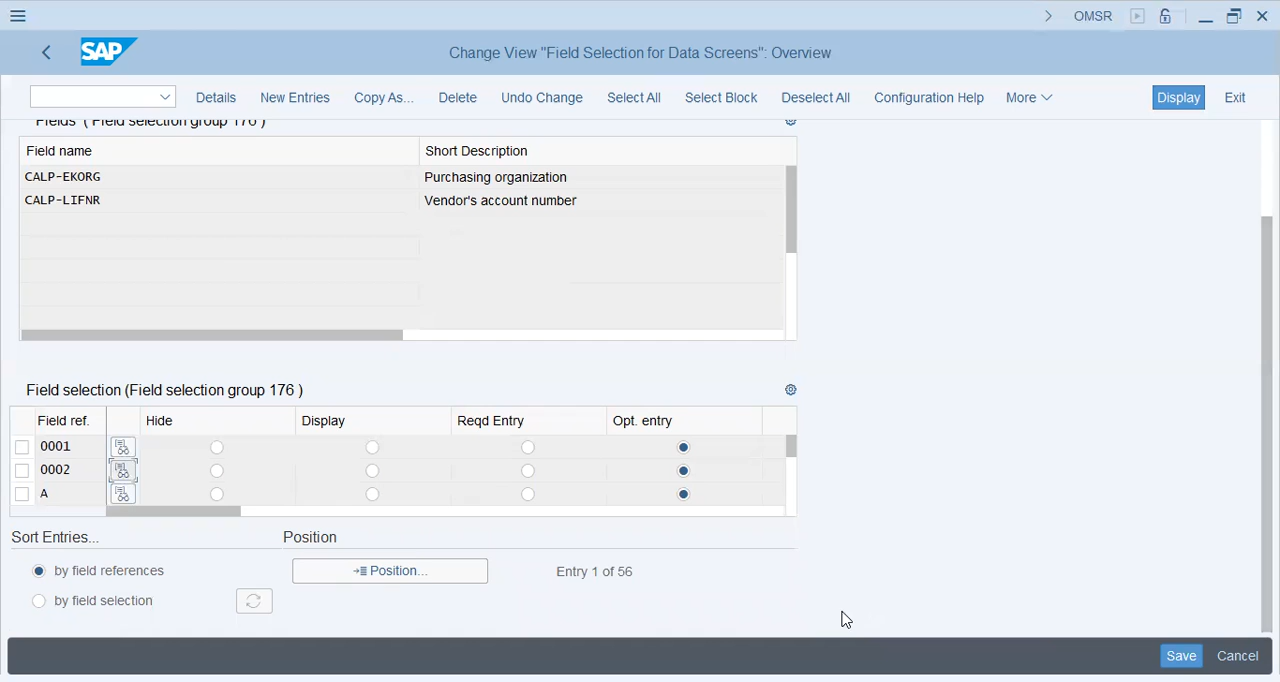 OMSR
SAP
Change View "Field Selection for Data Screens": Overview
Details New Entries Copy As... Delete Undo Change Select All Select Block Deselect All Configuration Help More Display Exit
Fields ( Field selection group 176 )
Field name Short Description
CALP-EKORG Purchasing organization
CALP-LIFNR Vendor's account number
Field selection (Field selection group 176 )
Field ref. Hide Display Reqd Entry Opt. entry
0001
0002
A
Sort Entries... Position
by field references Position... Entry 1 of 56
by field selection
Save Cancel